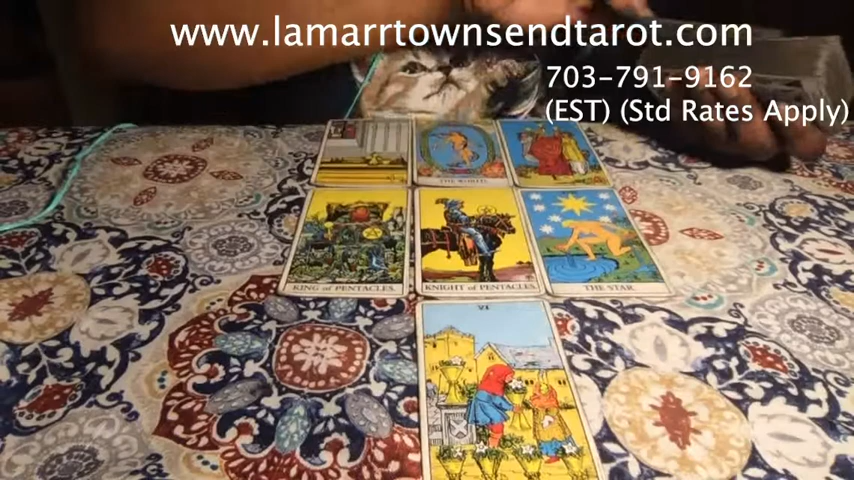 www.lamarrtownsendtarot.com
703-791-9162
(EST) (Std Rates Apply)
THE WORLD.
KING of PENTACLES.
KNIGHT of PENTACLES.
THE STAR.
VI